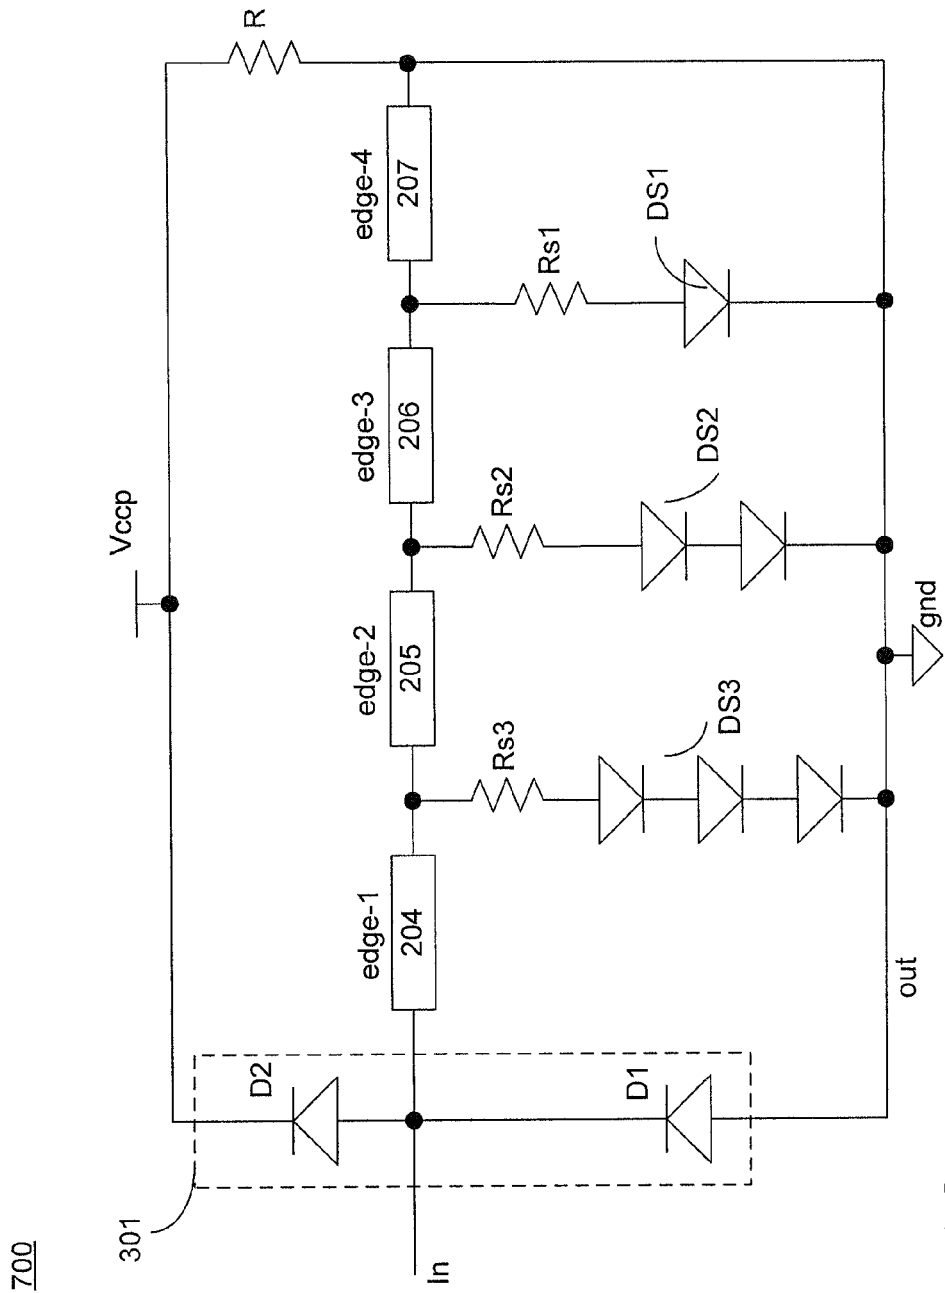 700
301
In
D2
D1
edge-1
204
out
Vccp
edge-2
205
Rs3
DS3
gnd
edge-3
206
Rs2
DS2
edge-4
207
Rs1
DS1
R